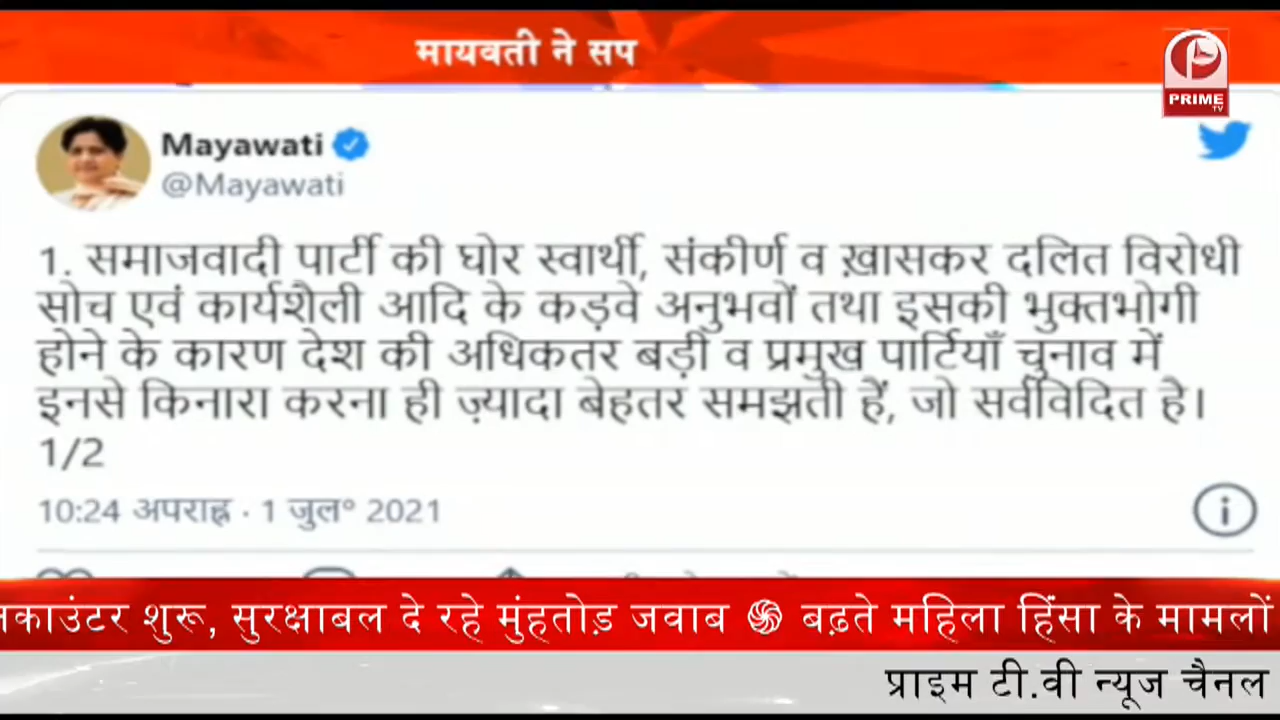 मायवती ने सप
PRIME
TV
Mayawati
@Mayawati
1. समाजवादी पार्टी की घोर स्वार्थी, संकीर्ण व ख़ासकर दलित विरोधी
सोच एवं कार्यशैली आदि के कड़वे अनुभवों तथा इसकी भुक्तभोगी
होने के कारण देश की अधिकतर बड़ी व प्रमुख पार्टियाँ चुनाव में
इनसे किनारा करना ही ज़्यादा बेहतर समझती हैं, जो सर्वविदित है।
1/2
10:24 अपराह्न · 1 जुल॰ 2021
नकाउंटर शुरू, सुरक्षाबल दे रहे मुंहतोड़ जवाब ֍ बढ़ते महिला हिंसा के मामलों
प्राइम टी.वी न्यूज चैनल